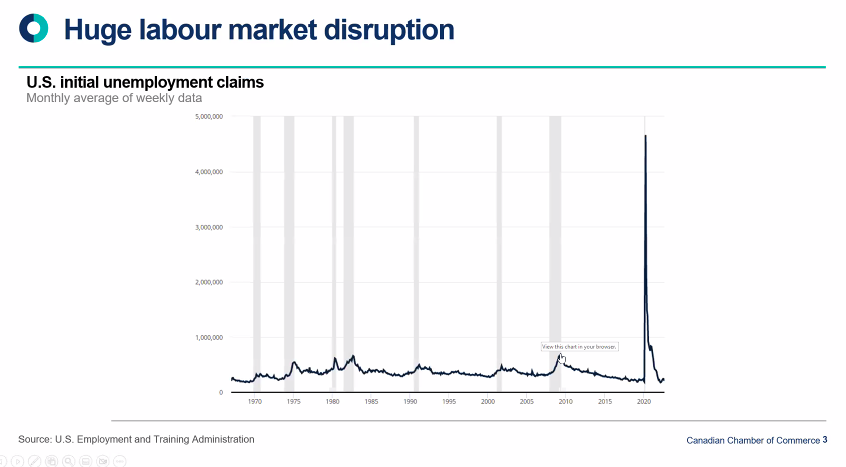 Huge labour market disruption
U.S. initial unemployment claims
Monthly average of weekly data
5,000,000
4,000,000
3,000,000
2,000,000
1,000,000
0
View this chart in your browser.
1970 1975 1980 1985 1990 1995 2000 2005 2010 2015 2020
Source: U.S. Employment and Training Administration
Canadian Chamber of Commerce 3